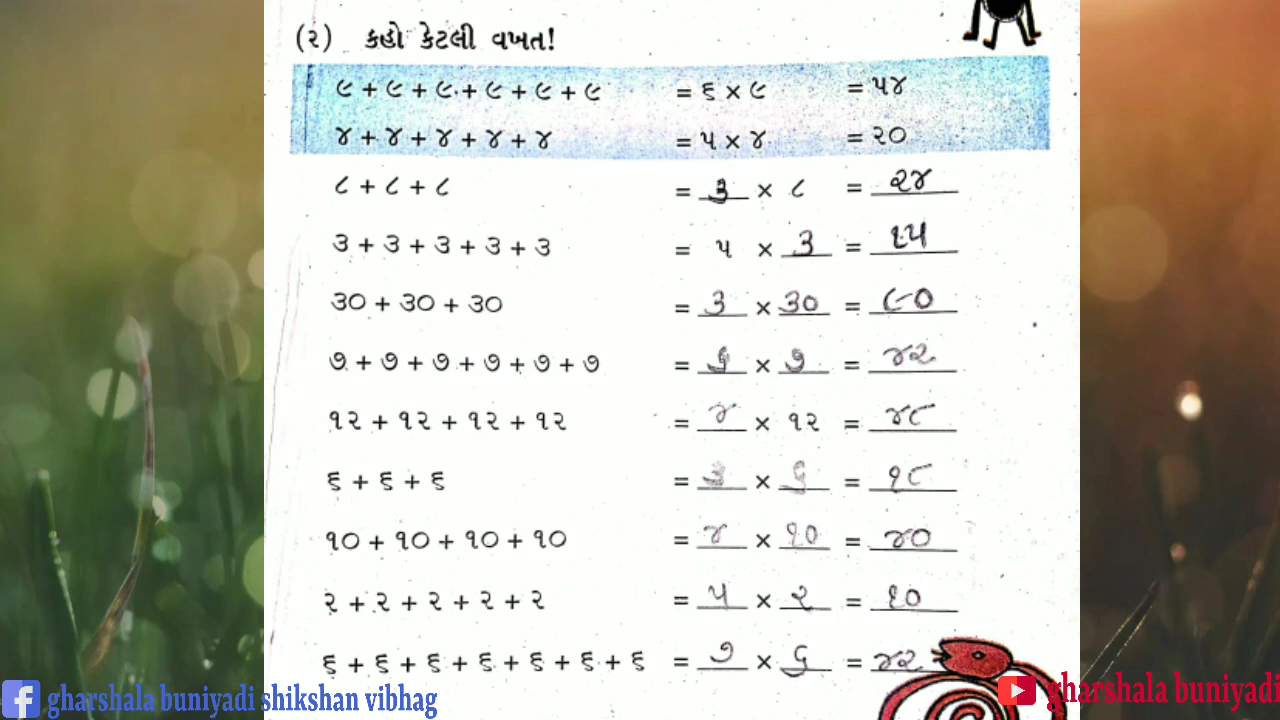 (૨) કહો કેટલી વખત!
૯ + ૯ + ૯ + ૯ + ૯ + ૯ = ૬ × ૯ = ૫૪
૪ + ૪ + ૪ + ૪ + ૪ = ૫ × ૪ = ૨૦
૮ + ૮ + ૮ = ૩ × ૮ = ૨૪
૩ + ૩ + ૩ + ૩ + ૩ = ૫ × ૩ = ૧૫
૩૦ + ૩૦ + ૩૦ = ૩ × ૩૦ = ૯૦
૭ + ૭ + ૭ + ૭ + ૭ + ૭ = ૬ × ૭ = ૪૨
૧૨ + ૧૨ + ૧૨ + ૧૨ = ૪ × ૧૨ = ૪૮
૬ + ૬ + ૬ = ૩ × ૬ = ૧૮
૧૦ + ૧૦ + ૧૦ + ૧૦ = ૪ × ૧૦ = ૪૦
૨ + ૨ + ૨ + ૨ + ૨ = ૫ × ૨ = ૧૦
૬ + ૬ + ૬ + ૬ + ૬ + ૬ + ૬ = ૭ × ૬ = ૪૨
gharshala buniyadi shikshan vibhag
gharshala buniyadi